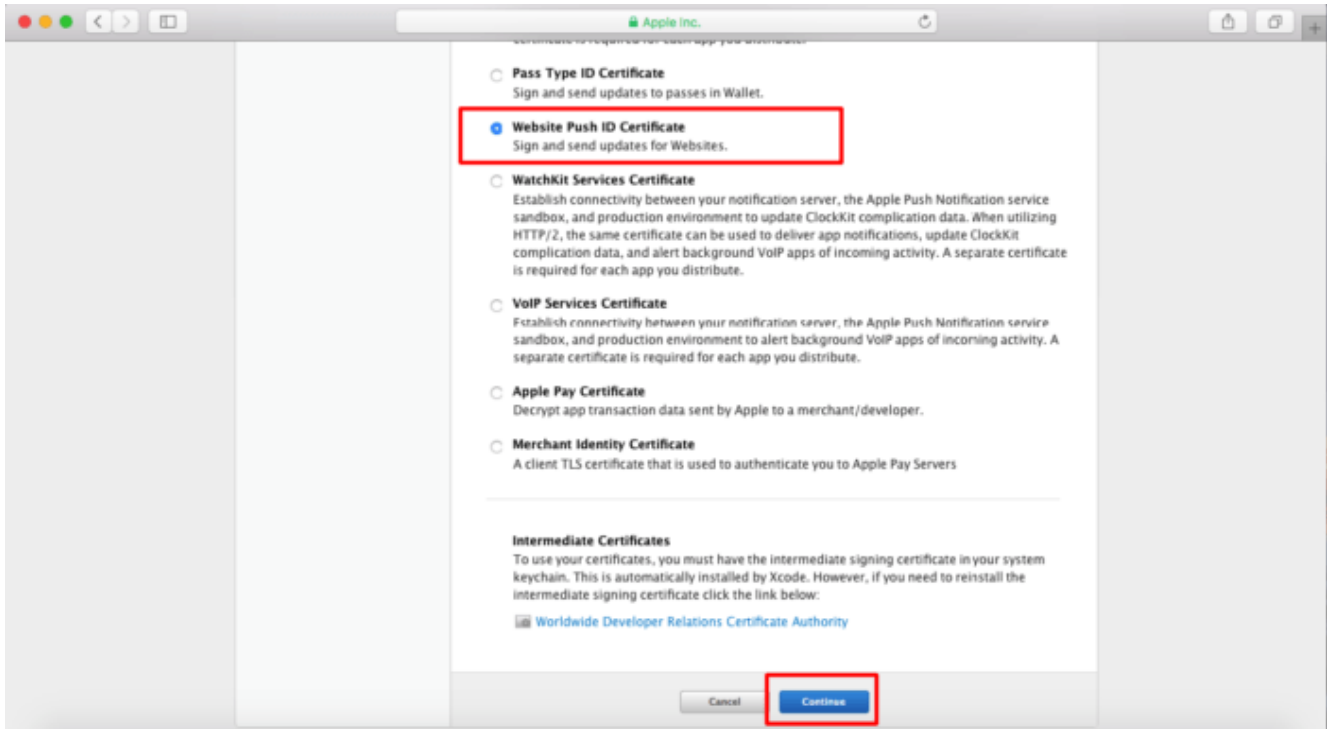 Apple Inc.
certificate is required for each app you distribute.
Pass Type ID Certificate
Sign and send updates to passes in Wallet.
Website Push ID Certificate
Sign and send updates for Websites.
WatchKit Services Certificate
Establish connectivity between your notification server, the Apple Push Notification service
sandbox, and production environment to update ClockKit complication data. When utilizing
HTTP/2, the same certificate can be used to deliver app notifications, update ClockKit
complication data, and alert background VoIP apps of incoming activity. A separate certificate
is required for each app you distribute.
VoIP Services Certificate
Establish connectivity between your notification server, the Apple Push Notification service
sandbox, and production environment to alert background VoIP apps of incoming activity. A
separate certificate is required for each app you distribute.
Apple Pay Certificate
Decrypt app transaction data sent by Apple to a merchant/developer.
Merchant Identity Certificate
A client TLS certificate that is used to authenticate you to Apple Pay Servers
Intermediate Certificates
To use your certificates, you must have the intermediate signing certificate in your system
keychain. This is automatically installed by Xcode. However, if you need to reinstall the
intermediate signing certificate click the link below:
Worldwide Developer Relations Certificate Authority
Cancel
Continue